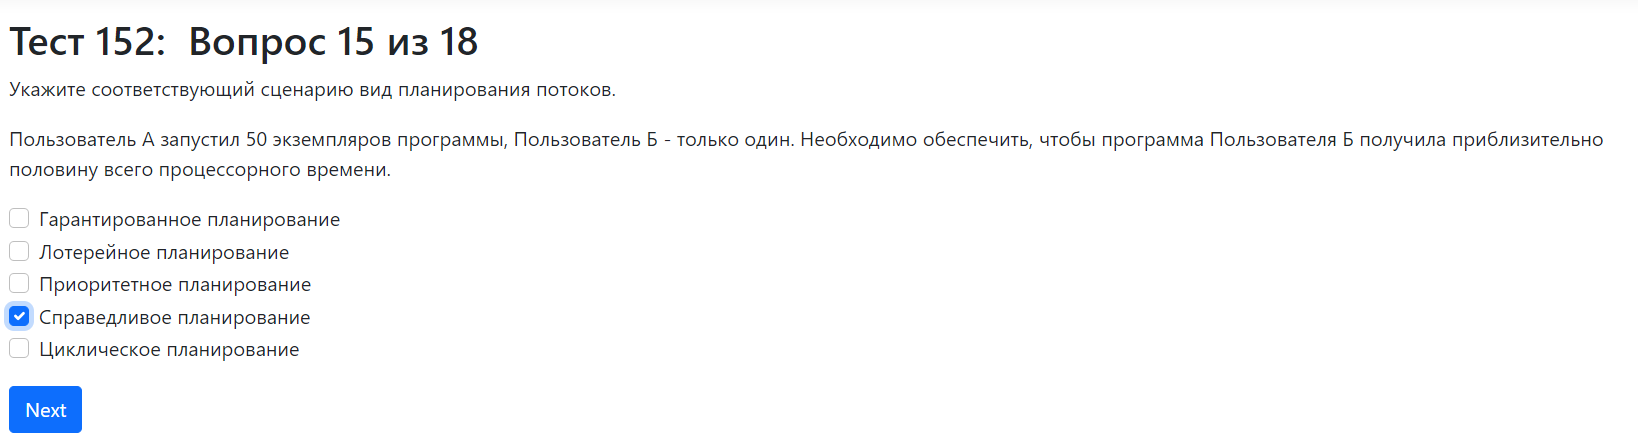 Тест 152:  Вопрос 15 из 18
Укажите соответствующий сценарию вид планирования потоков.
Пользователь А запустил 50 экземпляров программы, Пользователь Б - только один. Необходимо обеспечить, чтобы программа Пользователя Б получила приблизительно
половину всего процессорного времени.
Гарантированное планирование
Лотерейное планирование
Приоритетное планирование
Справедливое планирование
Циклическое планирование
Next